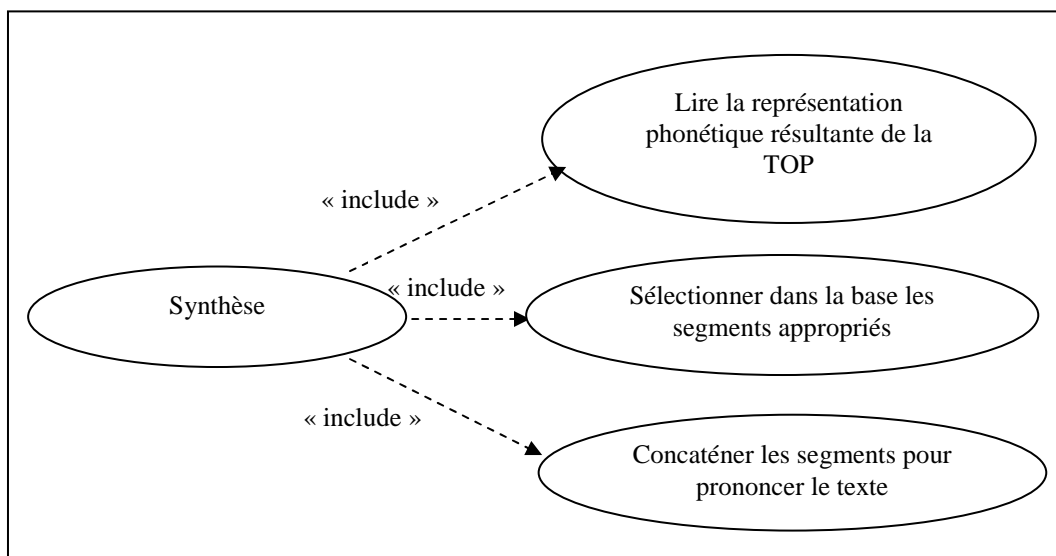 Lire la représentation
phonétique résultante de la
TOP
« include »
Synthèse
« include »
Sélectionner dans la base les
segments appropriés
« include »
Concaténer les segments pour
prononcer le texte